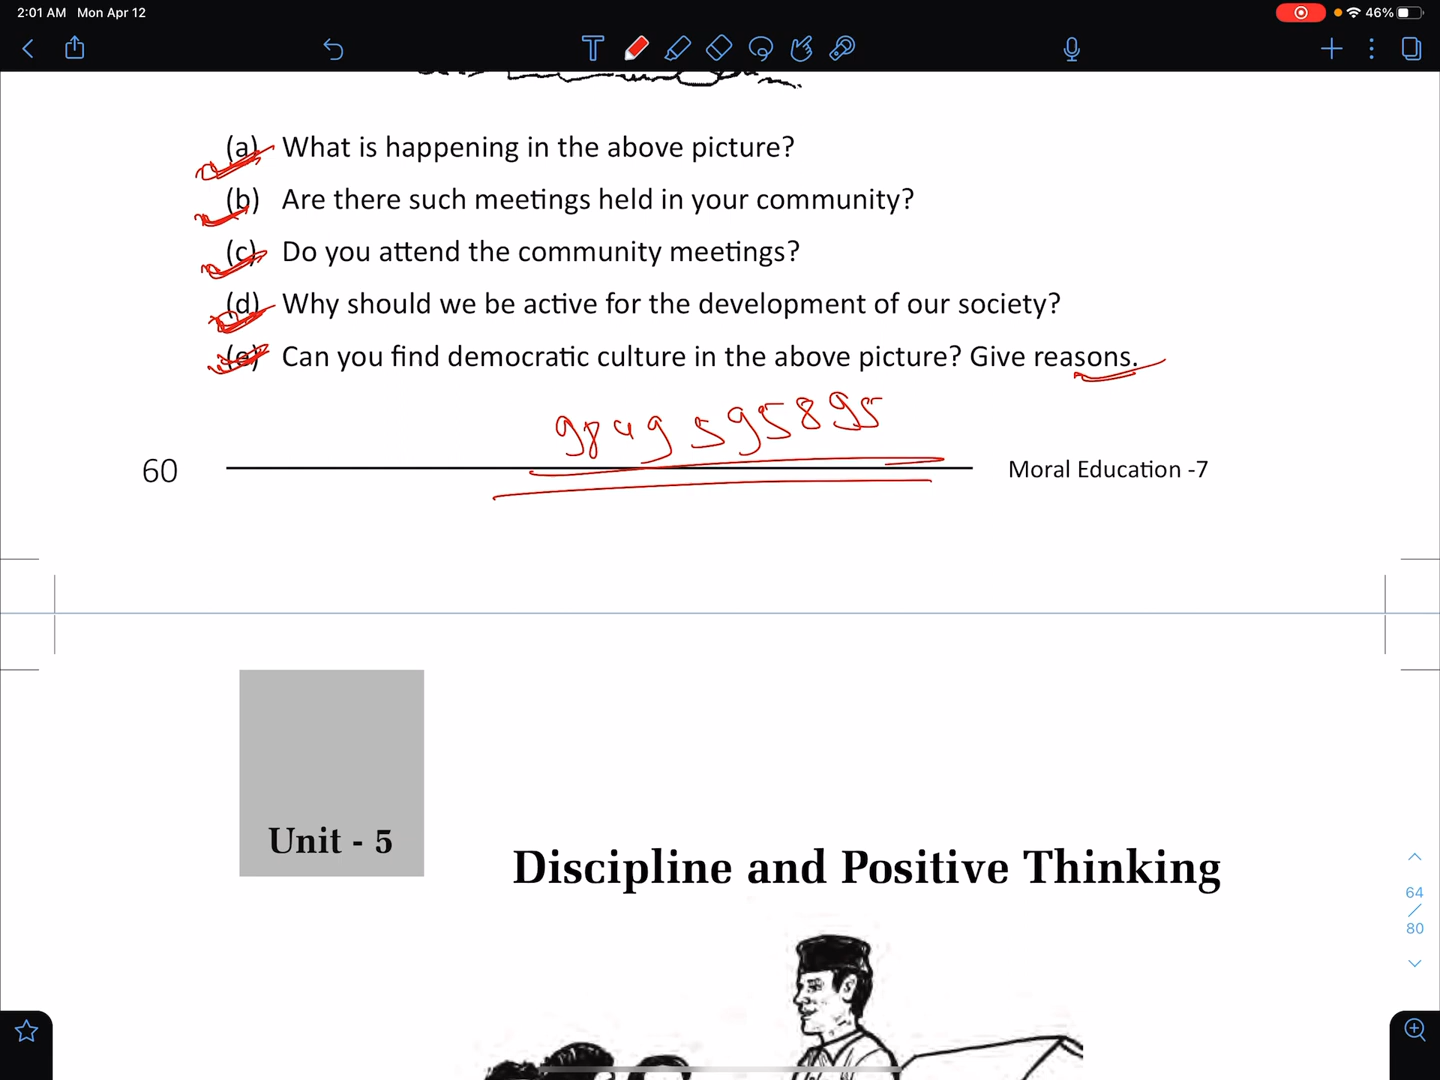 2:01 AM Mon Apr 12
46%
(a) What is happening in the above picture?
(b) Are there such meetings held in your community?
(c) Do you attend the community meetings?
(d) Why should we be active for the development of our society?
(e) Can you find democratic culture in the above picture? Give reasons.
9849595895
60
Moral Education -7
Unit - 5
Discipline and Positive Thinking
64
/
80